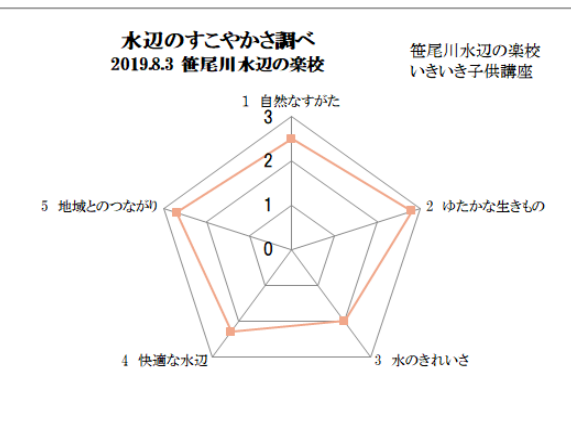 水辺のすこやかさ調べ
2019.8.3 笹尾川水辺の楽校
笹尾川水辺の楽校
いきいき子供講座
1 自然なすがた
3
2
1
0
5 地域とのつながり
2 ゆたかな生きもの
4 快適な水辺
3 水のきれいさ